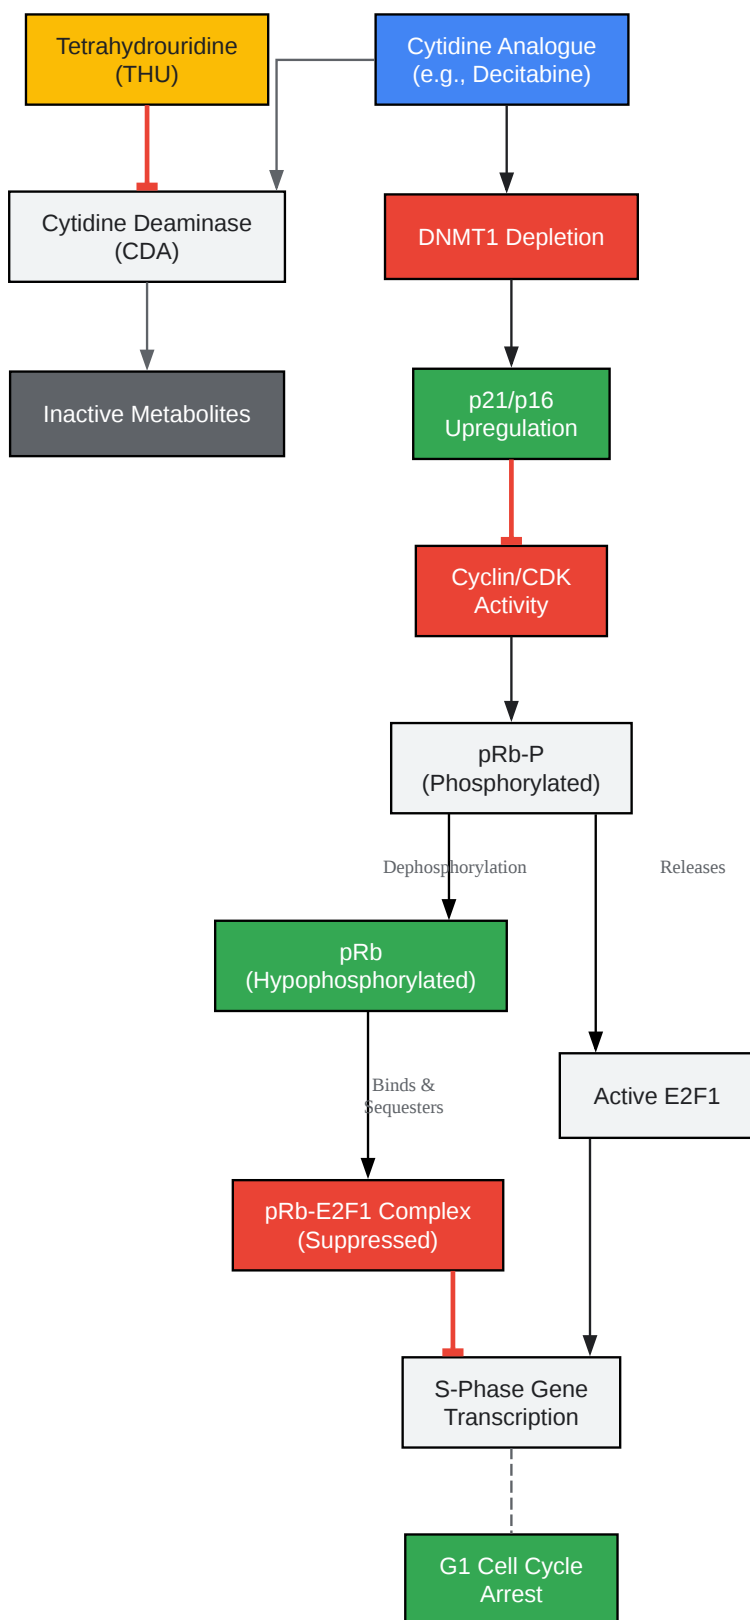 Tetrahydrouridine
(THU)
Cytidine Analogue
(e.g., Decitabine)
Cytidine Deaminase
(CDA)
DNMT1 Depletion
Inactive Metabolites
p21/p16
Upregulation
Cyclin/CDK
Activity
pRb-P
(Phosphorylated)
Dephosphorylation
Releases
pRb
(Hypophosphorylated)
Binds &
Sequesters
Active E2F1
pRb-E2F1 Complex
(Suppressed)
S-Phase Gene
Transcription
G1 Cell Cycle
Arrest